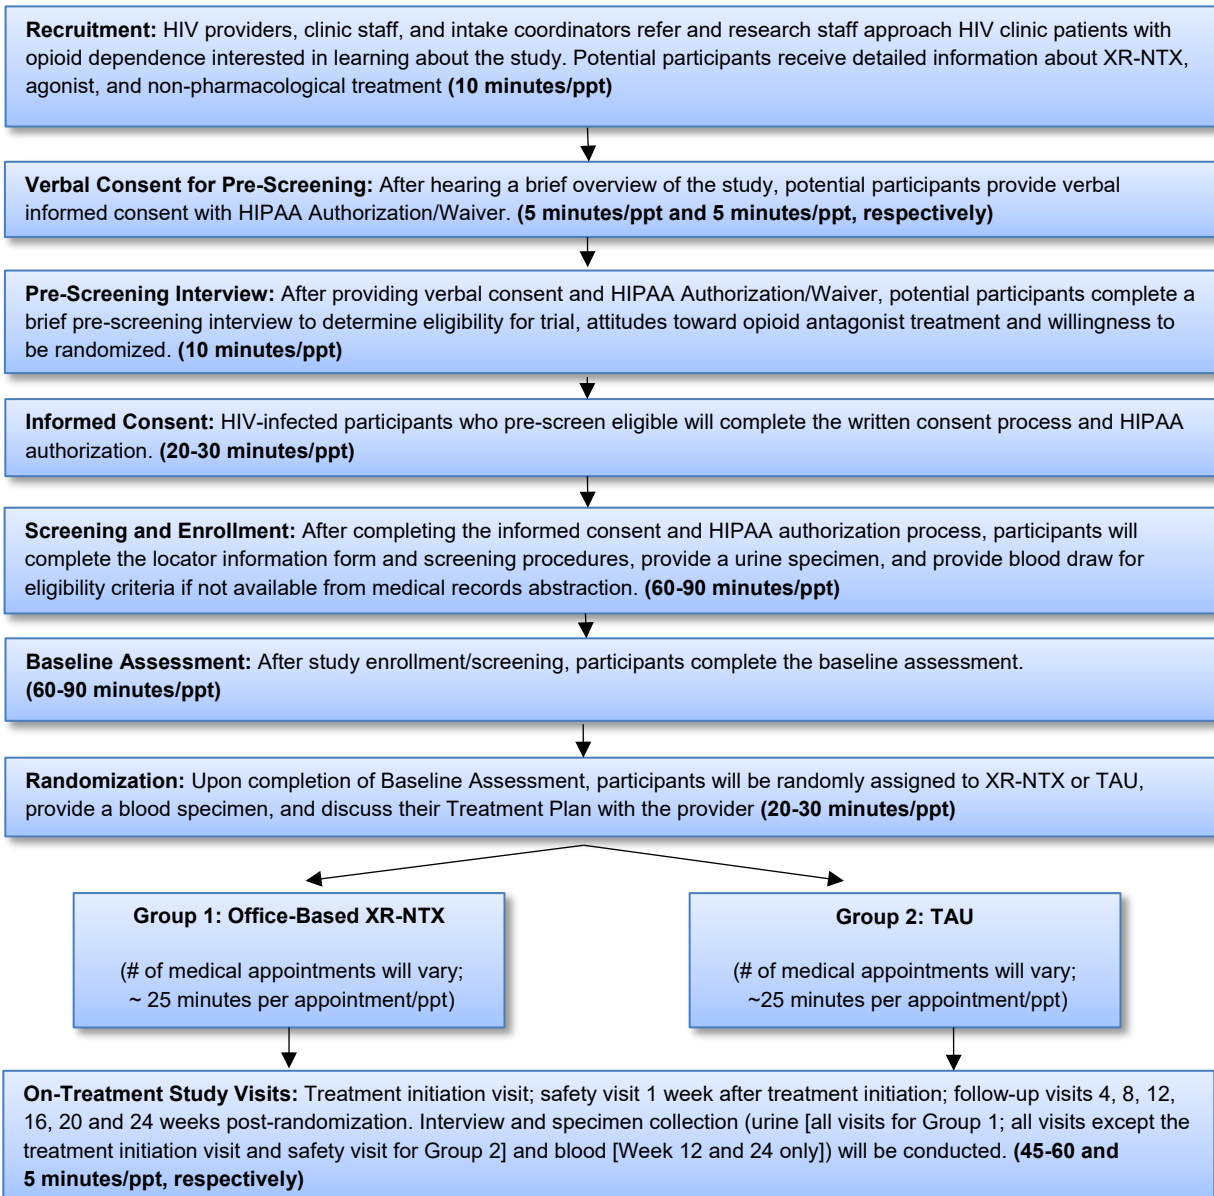 Recruitment: HIV providers, clinic staff, and intake coordinators refer and research staff approach HIV clinic patients with
opioid dependence interested in learning about the study. Potential participants receive detailed information about XR-NTX,
agonist, and non-pharmacological treatment (10 minutes/ppt)
Verbal Consent for Pre-Screening: After hearing a brief overview of the study, potential participants provide verbal
informed consent with HIPAA Authorization/Waiver. (5 minutes/ppt and 5 minutes/ppt, respectively)
Pre-Screening Interview: After providing verbal consent and HIPAA Authorization/Waiver, potential participants complete a
brief pre-screening interview to determine eligibility for trial, attitudes toward opioid antagonist treatment and willingness to
be randomized. (10 minutes/ppt)
Informed Consent: HIV-infected participants who pre-screen eligible will complete the written consent process and HIPAA
authorization. (20-30 minutes/ppt)
Screening and Enrollment: After completing the informed consent and HIPAA authorization process, participants will
complete the locator information form and screening procedures, provide a urine specimen, and provide blood draw for
eligibility criteria if not available from medical records abstraction. (60-90 minutes/ppt)
Baseline Assessment: After study enrollment/screening, participants complete the baseline assessment.
(60-90 minutes/ppt)
Randomization: Upon completion of Baseline Assessment, participants will be randomly assigned to XR-NTX or TAU,
provide a blood specimen, and discuss their Treatment Plan with the provider (20-30 minutes/ppt)
Group 1: Office-Based XR-NTX
(# of medical appointments will vary;
~ 25 minutes per appointment/ppt)
Group 2: TAU
(# of medical appointments will vary;
~25 minutes per appointment/ppt)
On-Treatment Study Visits: Treatment initiation visit; safety visit 1 week after treatment initiation; follow-up visits 4, 8, 12,
16, 20 and 24 weeks post-randomization. Interview and specimen collection (urine [all visits for Group 1; all visits except the
treatment initiation visit and safety visit for Group 2] and blood [Week 12 and 24 only]) will be conducted. (45-60 and
5 minutes/ppt, respectively)